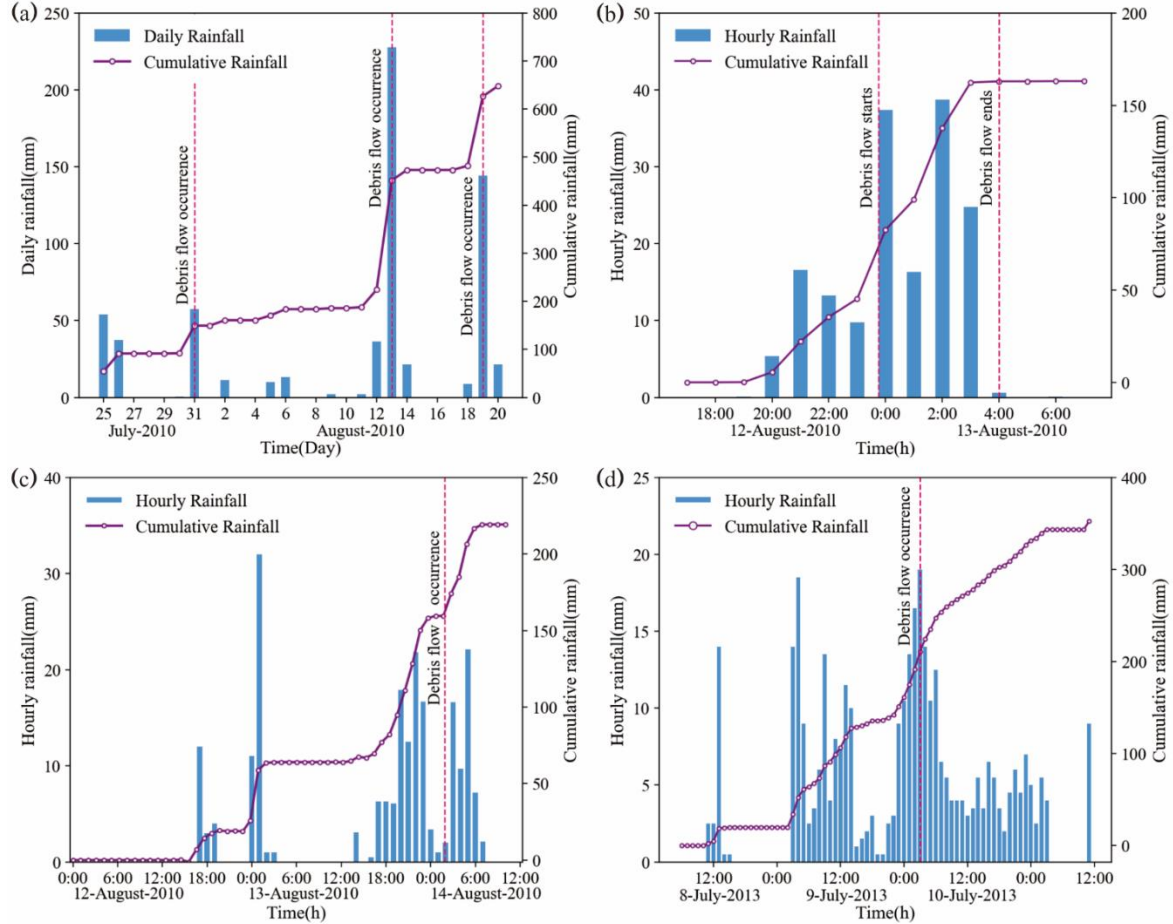 (a)
Daily Rainfall
Cumulative Rainfall
Daily rainfall(mm)
250
200
150
100
50
0
Cumulative rainfall(mm)
800
700
600
500
400
300
200
100
0
Debris flow occurrence
Debris flow occurrence
Debris flow occurrence
25 27 29 31 2 4 6 8 10 12 14 16 18 20
July-2010 August-2010
Time(Day)
(b)
Hourly Rainfall
Cumulative Rainfall
Hourly rainfall(mm)
50
40
30
20
10
0
Cumulative rainfall(mm)
200
150
100
50
0
Debris flow starts
Debris flow ends
18:00 20:00 22:00 0:00 2:00 4:00 6:00
12-August-2010 13-August-2010
Time(h)
(c)
Hourly Rainfall
Cumulative Rainfall
Hourly rainfall(mm)
40
30
20
10
0
Cumulative rainfall(mm)
250
200
150
100
50
0
Debris flow occurrence
0:00 6:00 12:00 18:00 0:00 6:00 12:00 18:00 0:00 6:00 12:00
12-August-2010 13-August-2010 14-August-2010
Time(h)
(d)
Hourly Rainfall
Cumulative Rainfall
Hourly rainfall(mm)
25
20
15
10
5
0
Cumulative rainfall(mm)
400
300
200
100
0
Debris flow occurrence
12:00 0:00 12:00 0:00 12:00 0:00 12:00
8-July-2013 9-July-2013 10-July-2013
Time(h)